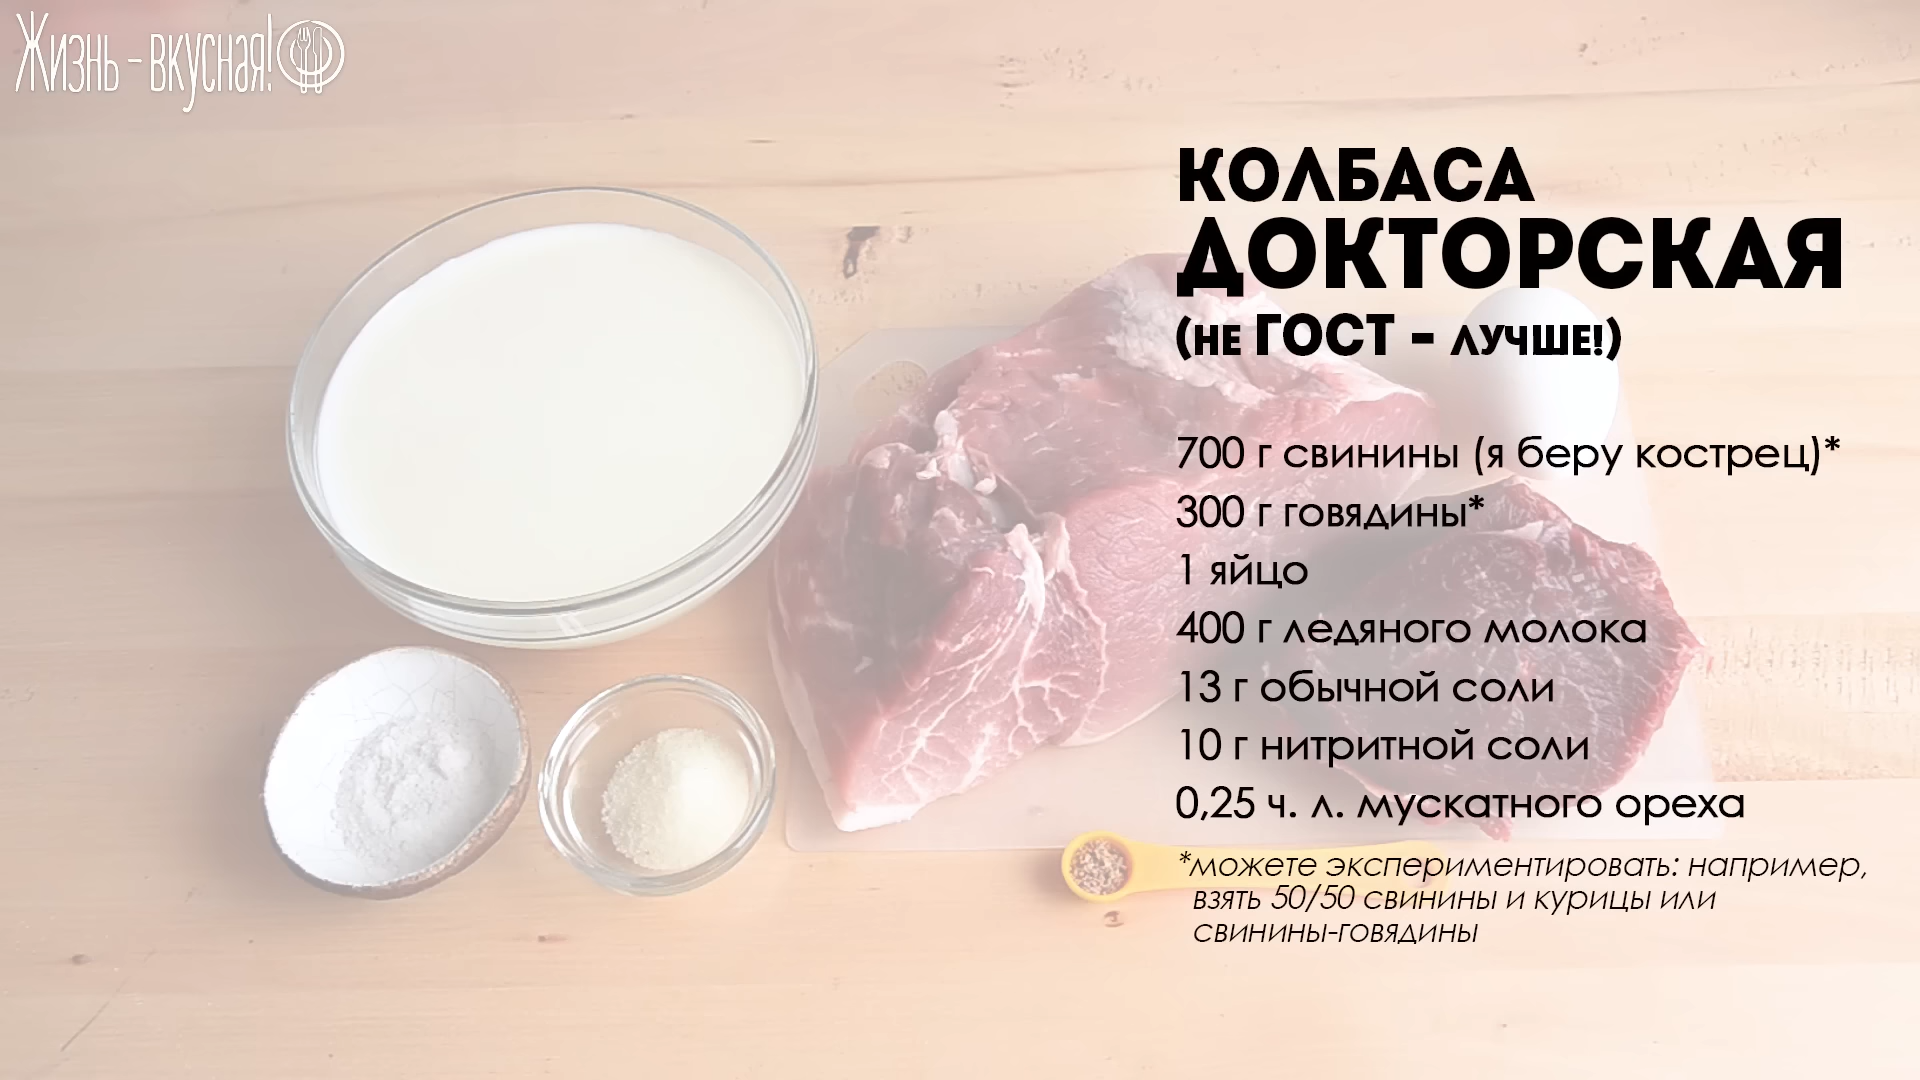 Жизнь - вкусная!
КОЛБАСА
ДОКТОРСКАЯ
(НЕ ГОСТ - ЛУЧШЕ!)
700 г свинины (я беру кострец)*
300 г говядины*
1 яйцо
400 г ледяного молока
13 г обычной соли
10 г нитритной соли
0,25 ч. л. мускатного ореха
*можете экспериментировать: например,
взять 50/50 свинины и курицы или
свинины-говядины